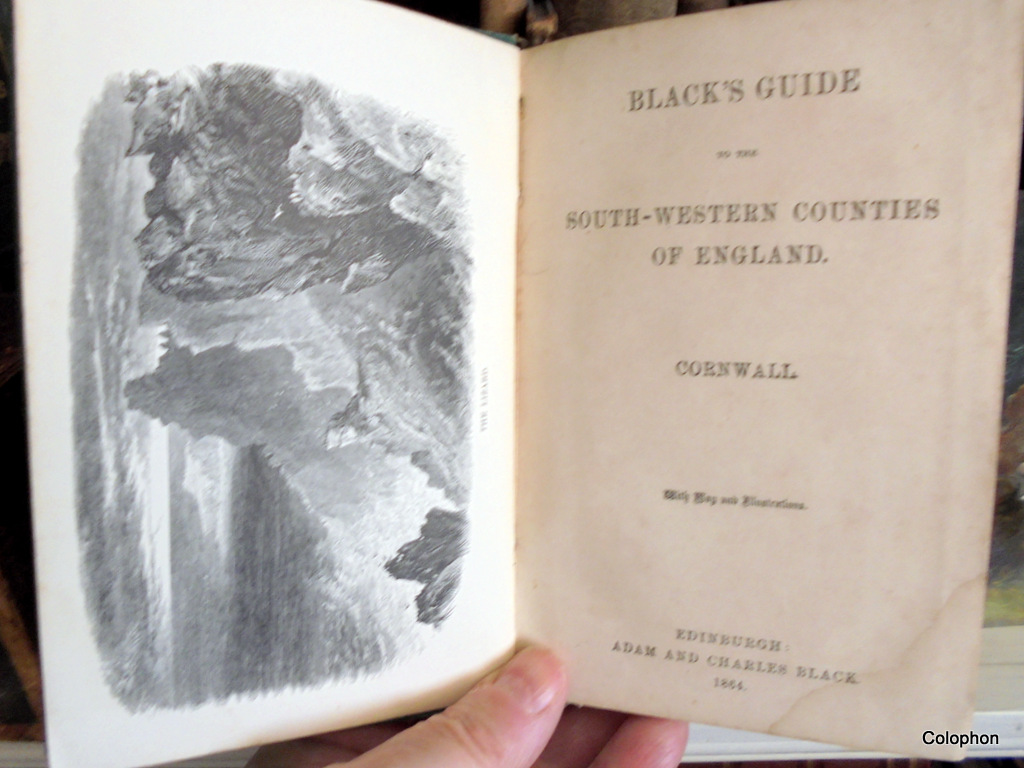 THE LIZARD
BLACK'S GUIDE
TO THE
SOUTH-WESTERN COUNTIES
OF ENGLAND.
CORNWALL.
With Map and Illustrations.
EDINBURGH:
ADAM AND CHARLES BLACK
1864.
Colophon